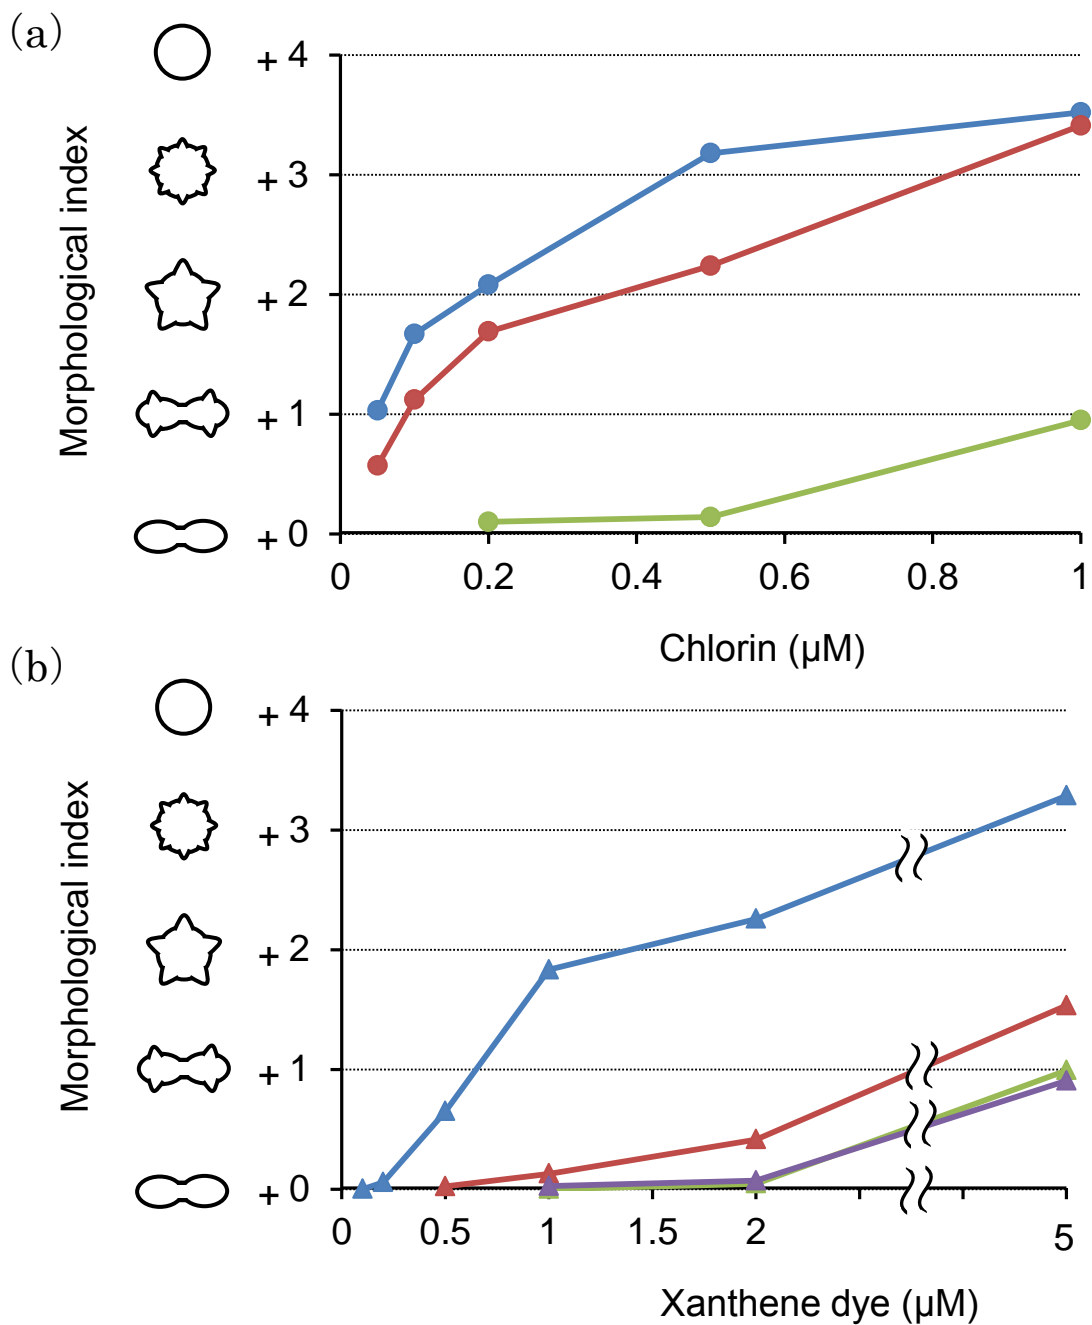 (a)
Morphological index
+ 4
+ 3
+ 2
+ 1
+ 0
0 0.2 0.4 0.6 0.8 1
Chlorin (µM)
(b)
Morphological index
+ 4
+ 3
+ 2
+ 1
+ 0
0 0.5 1 1.5 2 5
Xanthene dye (µM)